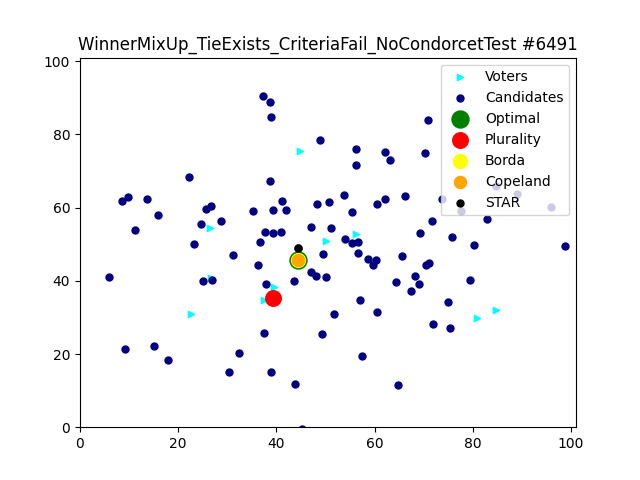 WinnerMixUp_TieExists_CriteriaFail_NoCondorcetTest #6491
100
80
60
40
20
0
0 20 40 60 80 100
Voters
Candidates
Optimal
Plurality
Borda
Copeland
STAR